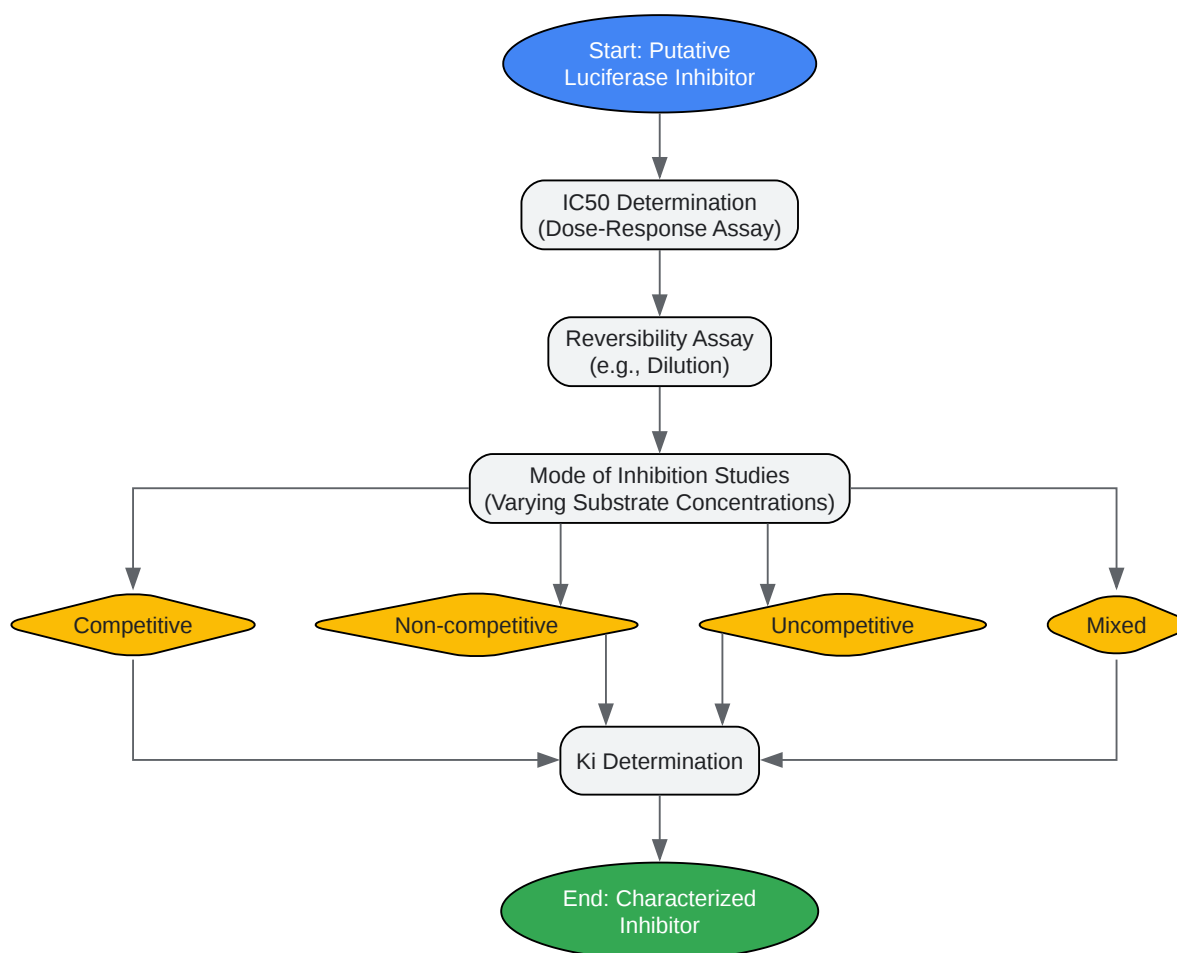 Start: Putative
Luciferase Inhibitor
IC50 Determination
(Dose-Response Assay)
Reversibility Assay
(e.g., Dilution)
Mode of Inhibition Studies
(Varying Substrate Concentrations)
Competitive
Non-competitive
Uncompetitive
Mixed
Ki Determination
End: Characterized
Inhibitor